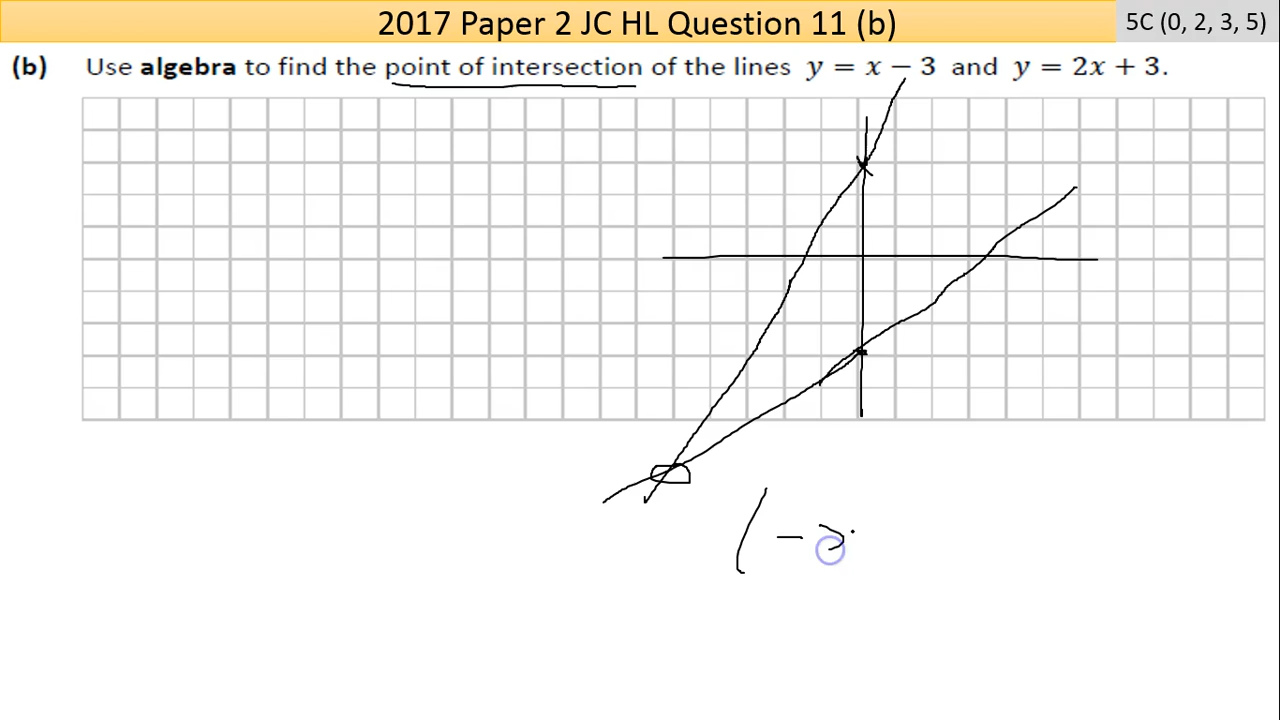 2017 Paper 2 JC HL Question 11 (b)
5C (0, 2, 3, 5)
(b) Use algebra to find the point of intersection of the lines y = x − 3 and y = 2x + 3.
( −